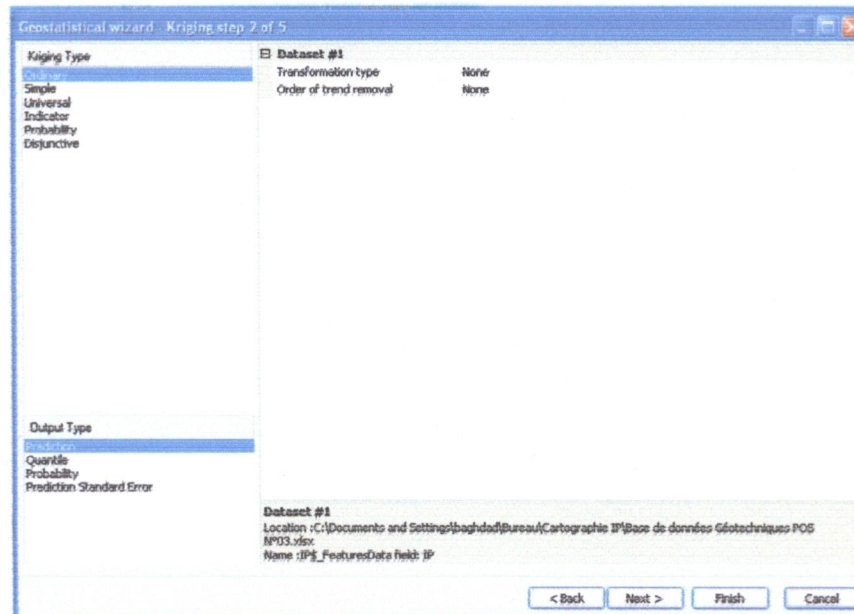 Geostatistical wizard - Kriging step 2 of 5
Kriging Type
Ordinary
Simple
Universal
Indicator
Probability
Disjunctive
Dataset #1
Transformation type None
Order of trend removal None
Output Type
Prediction
Quantile
Probability
Prediction Standard Error
Dataset #1
Location :C:\Documents and Settings\baghdad\Bureau\Cartographie IP\Base de données Géotechniques POS
N°03.xlsx
Name :IP$_FeaturesData field: IP
< Back Next > Finish Cancel